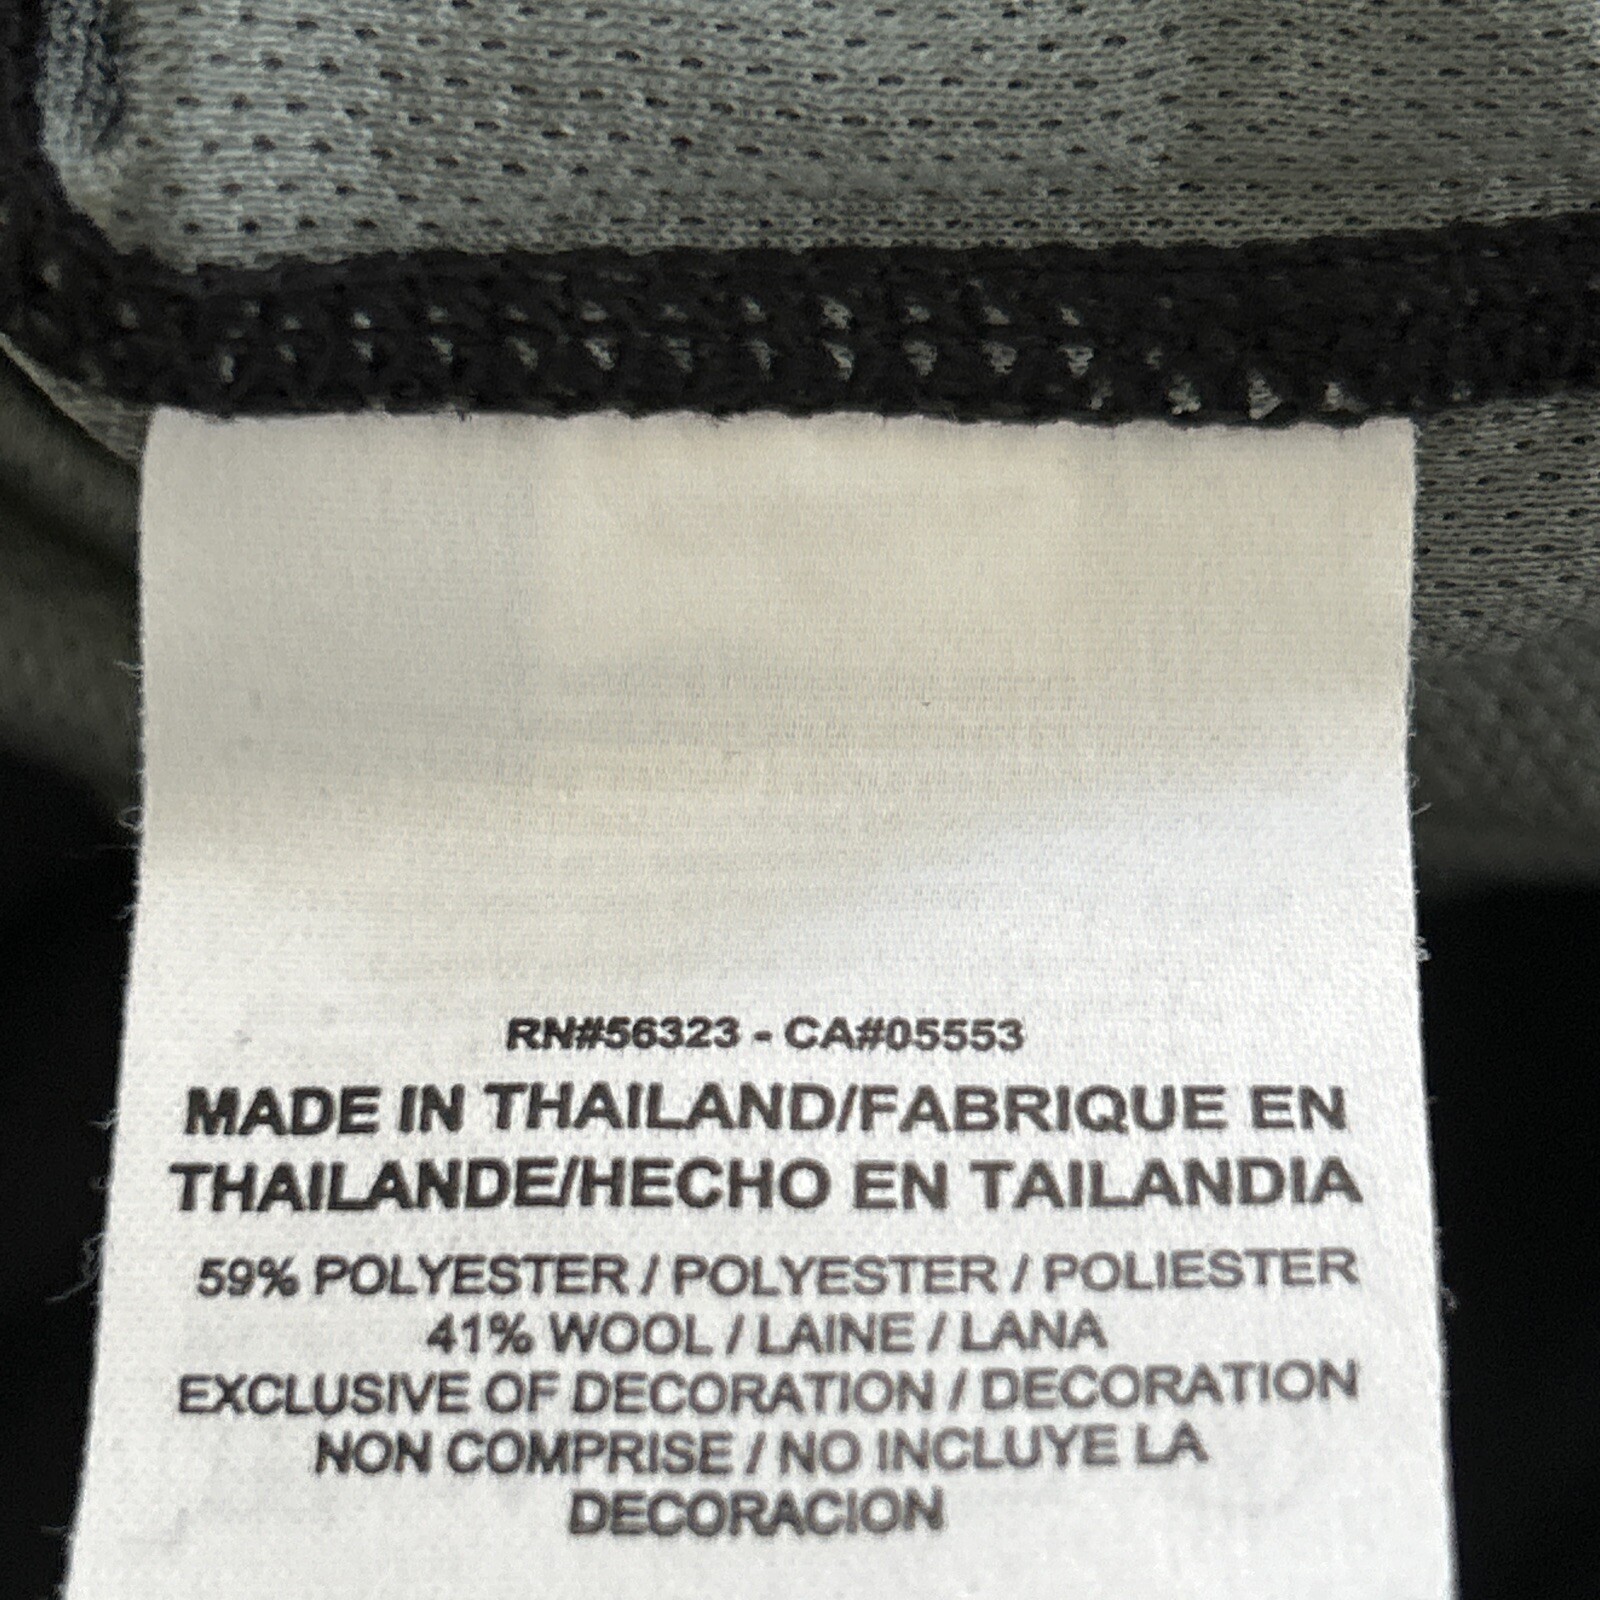 RN#56323 - CA#05553
MADE IN THAILAND/FABRIQUE EN
THAILANDE/HECHO EN TAILANDIA
59% POLYESTER / POLYESTER / POLIESTER
41% WOOL / LAINE / LANA
EXCLUSIVE OF DECORATION / DECORATION
NON COMPRISE / NO INCLUYE LA
DECORACION